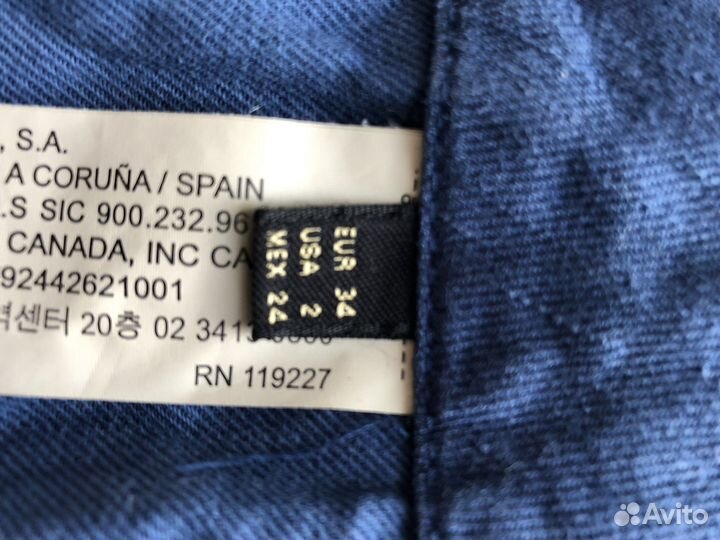 , S.A.
A CORUÑA / SPAIN
.S SIC 900.232.96
CANADA, INC CA
92442621001
센터 20층 02 3413
RN 119227
EUR 34
USA 2
MEX 24
Avito